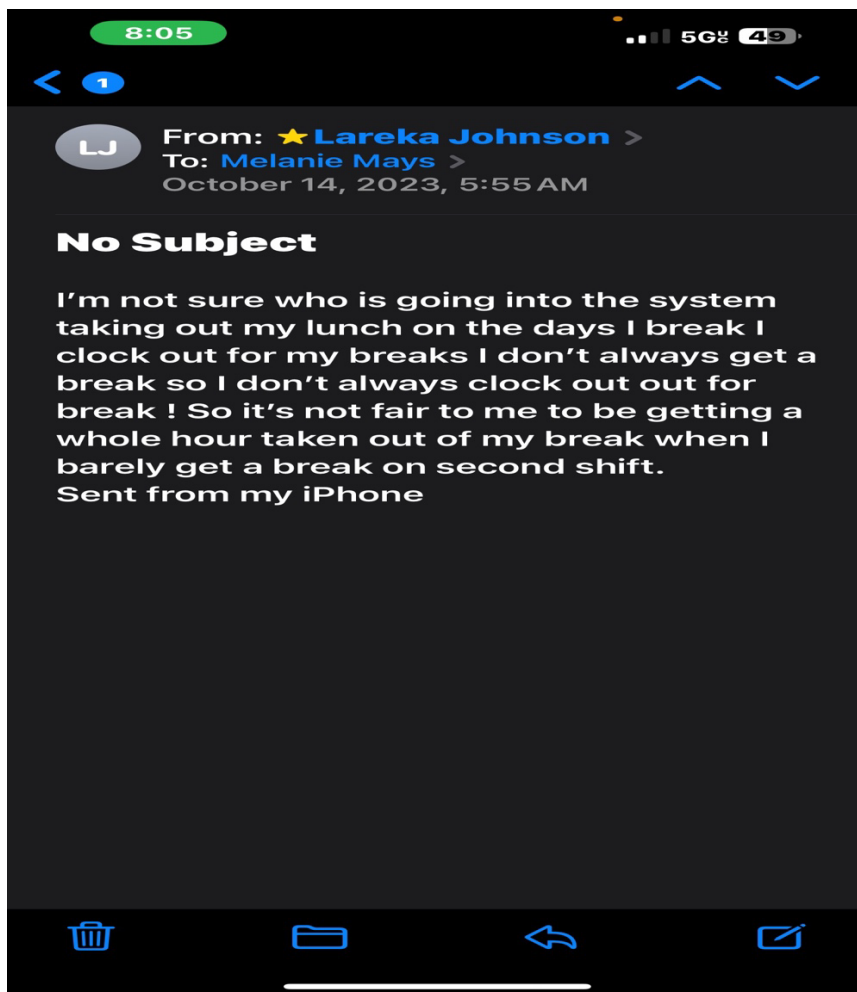 8:05
5G 49
1
LJ
From: ⭐Lareka Johnson >
To: Melanie Mays >
October 14, 2023, 5:55 AM
No Subject
I’m not sure who is going into the system
taking out my lunch on the days I break I
clock out for my breaks I don’t always get a
break so I don’t always clock out out for
break ! So it’s not fair to me to be getting a
whole hour taken out of my break when I
barely get a break on second shift.
Sent from my iPhone